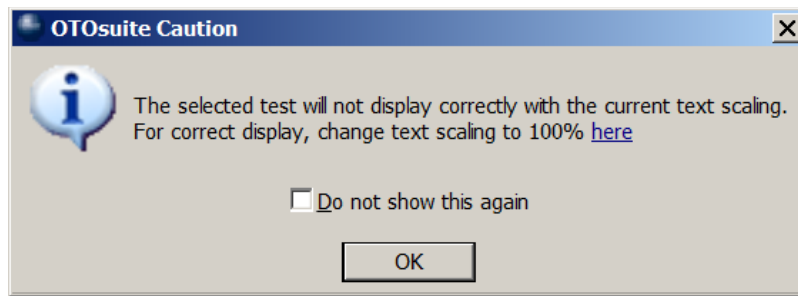 OTOsuite Caution
The selected test will not display correctly with the current text scaling.
For correct display, change text scaling to 100% here
Do not show this again
OK